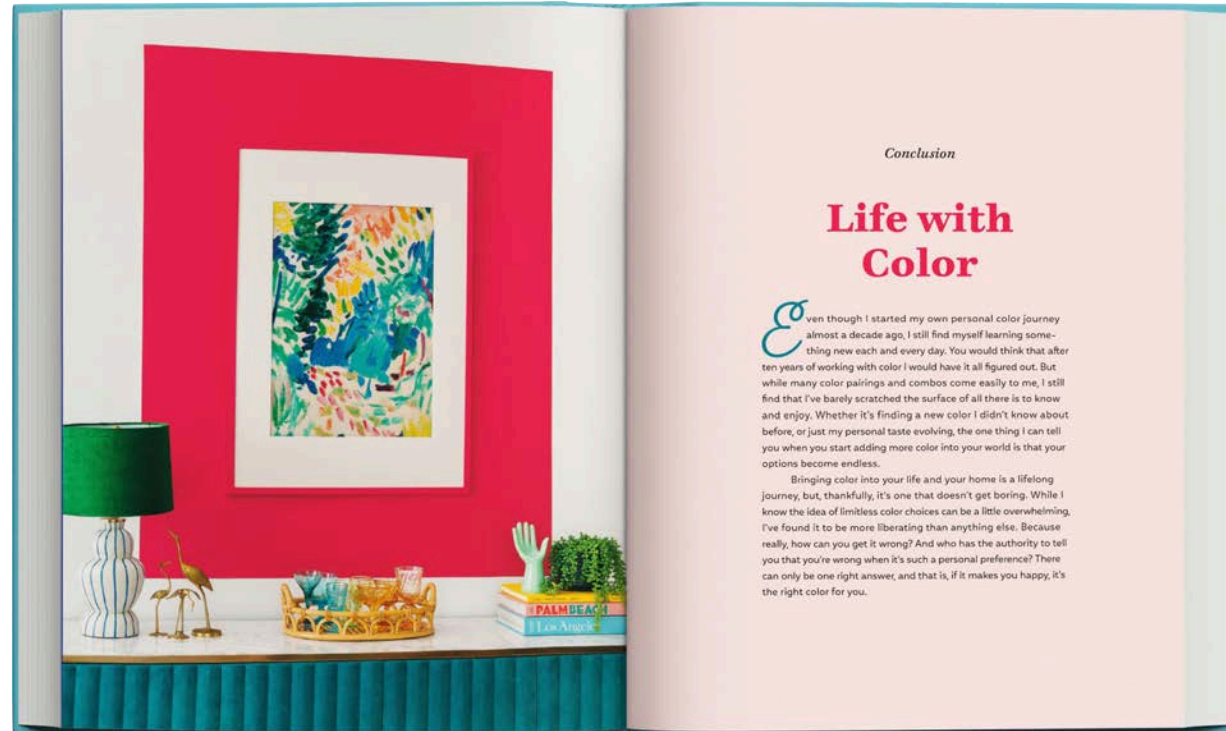 PALM BEACH
Los Angeles
Conclusion
Life with
Color
Even though I started my own personal color journey
almost a decade ago, I still find myself learning some-
thing new each and every day. You would think that after
ten years of working with color I would have it all figured out. But
while many color pairings and combos come easily to me, I still
find that I've barely scratched the surface of all there is to know
and enjoy. Whether it's finding a new color I didn't know about
before, or just my personal taste evolving, the one thing I can tell
you when you start adding more color into your world is that your
options become endless.
Bringing color into your life and your home is a lifelong
journey, but, thankfully, it's one that doesn't get boring. While I
know the idea of limitless color choices can be a little overwhelming,
I've found it to be more liberating than anything else. Because
really, how can you get it wrong? And who has the authority to tell
you that you're wrong when it's such a personal preference? There
can only be one right answer, and that is, if it makes you happy, it's
the right color for you.